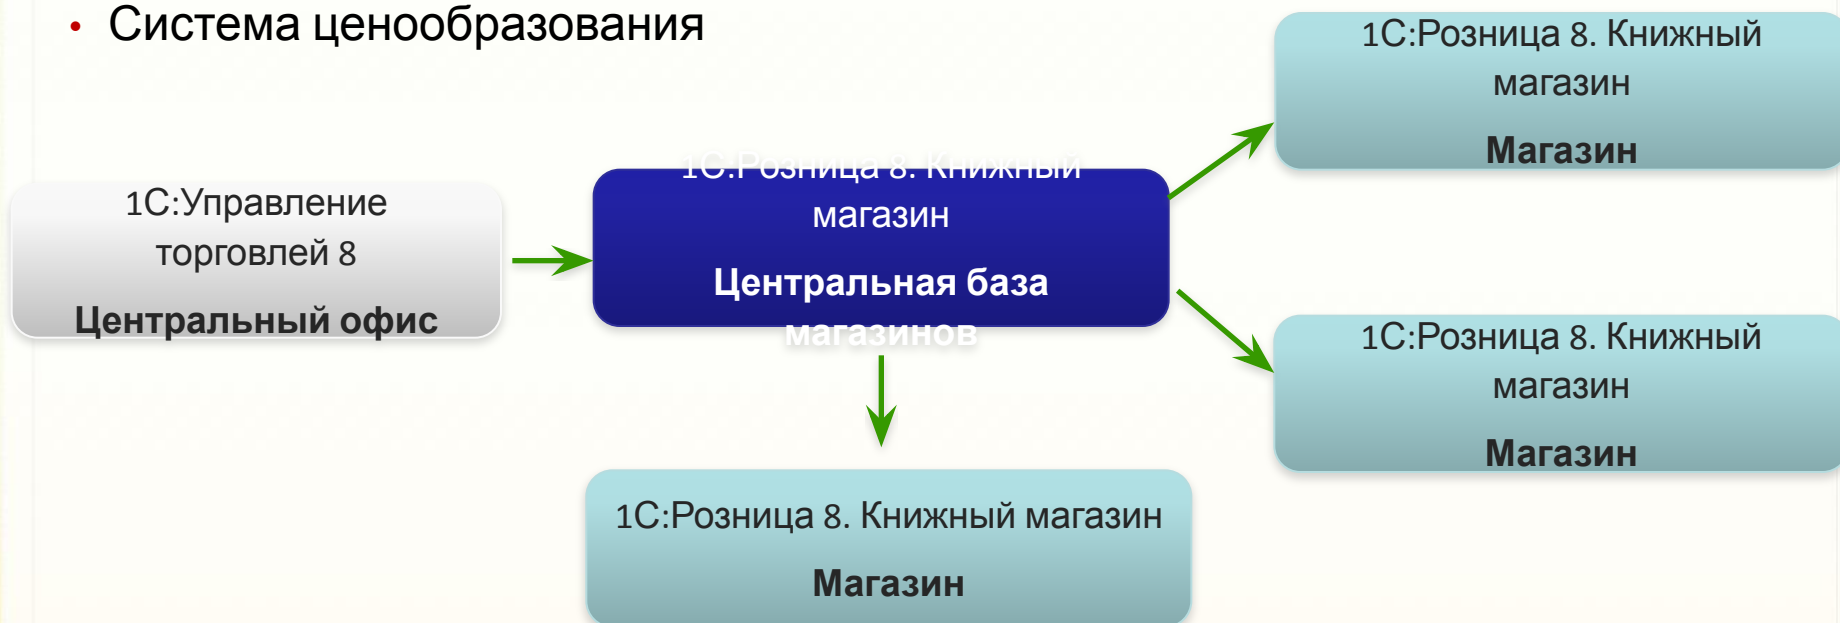 • Система ценообразования
1С:Розница 8. Книжный
магазин
Магазин
1С:Управление
торговлей 8
Центральный офис
1С:Розница 8. Книжный
магазин
Центральная база
магазинов
1С:Розница 8. Книжный
магазин
Магазин
1С:Розница 8. Книжный магазин
Магазин